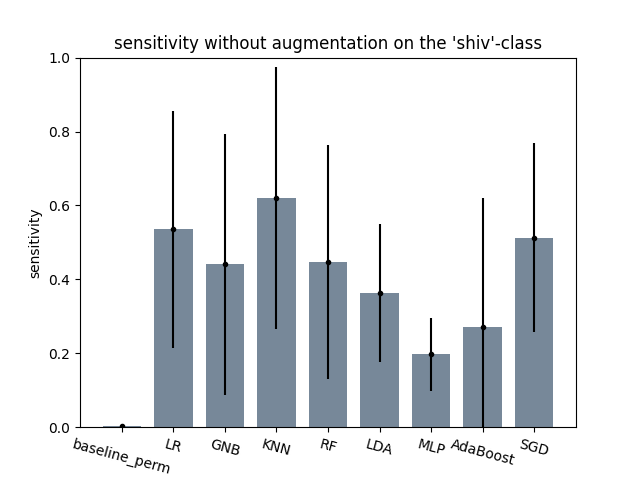 sensitivity without augmentation on the 'shiv'-class
1.0
0.8
0.6
0.4
0.2
0.0
sensitivity
baseline_perm
LR
GNB
KNN
RF
LDA
MLP
AdaBoost
SGD